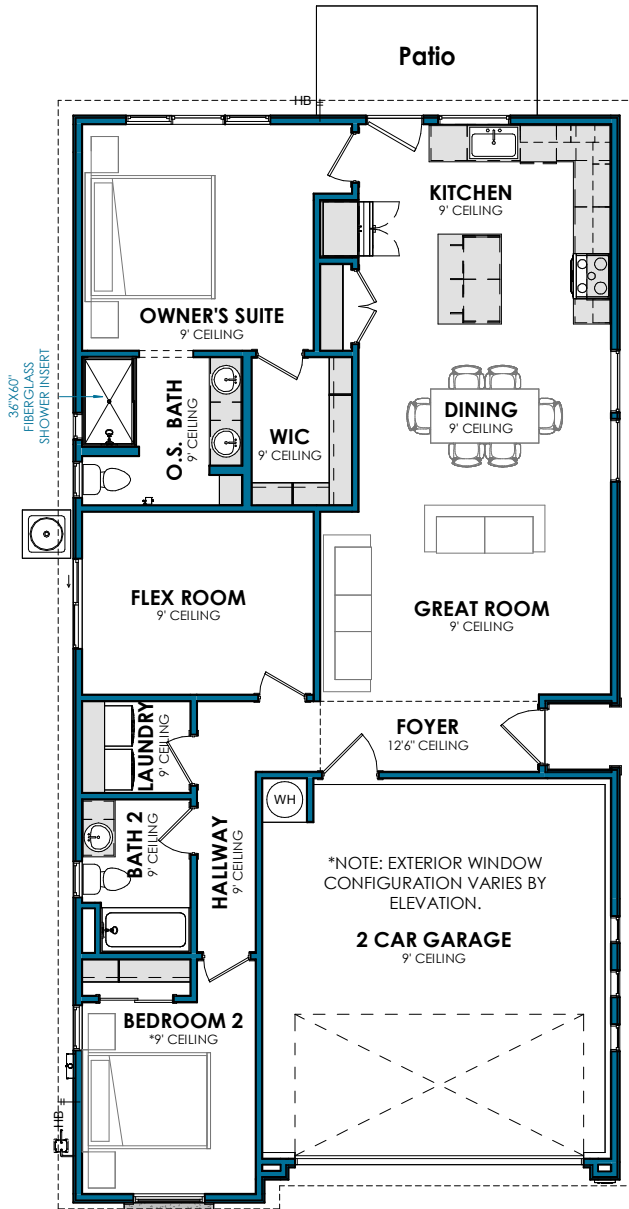 Patio
HB
KITCHEN
9' CEILING
OWNER'S SUITE
9' CEILING
36"X60"
FIBERGLASS
SHOWER INSERT
O.S. BATH
9' CEILING
WIC
9' CEILING
DINING
9' CEILING
FLEX ROOM
9' CEILING
GREAT ROOM
9' CEILING
LAUNDRY
9' CEILING
FOYER
12'6" CEILING
WH
BATH 2
9' CEILING
HALLWAY
9' CEILING
*NOTE: EXTERIOR WINDOW
CONFIGURATION VARIES BY
ELEVATION.
2 CAR GARAGE
9' CEILING
BEDROOM 2
*9' CEILING
HB